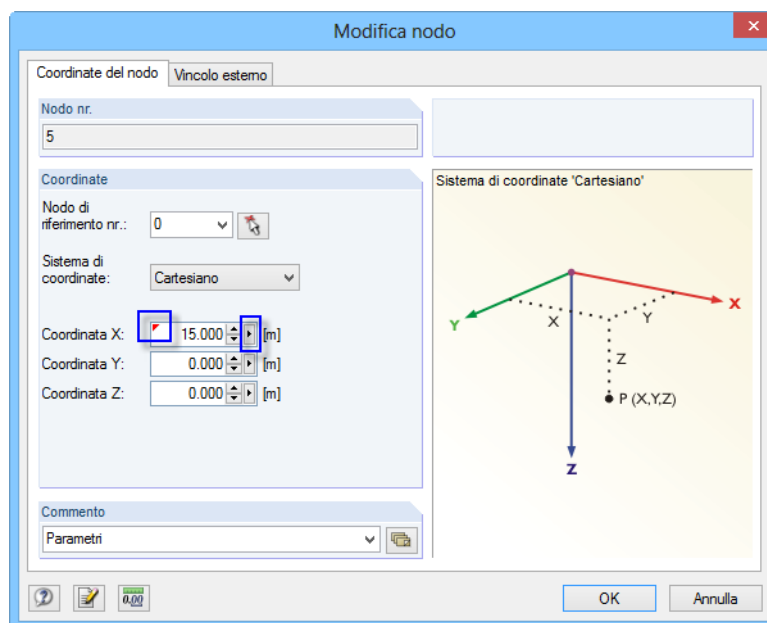 Modifica nodo
Coordinate del nodo
Vincolo esterno
Nodo nr.
5
Coordinate
Nodo di
riferimento nr.:
0
Sistema di
coordinate:
Cartesiano
Coordinata X:
15.000
[m]
Coordinata Y:
0.000
[m]
Coordinata Z:
0.000
[m]
Sistema di coordinate 'Cartesiano'
X
Y
X
Y
Z
P (X,Y,Z)
Z
Commento
Parametri
0.00
OK
Annulla